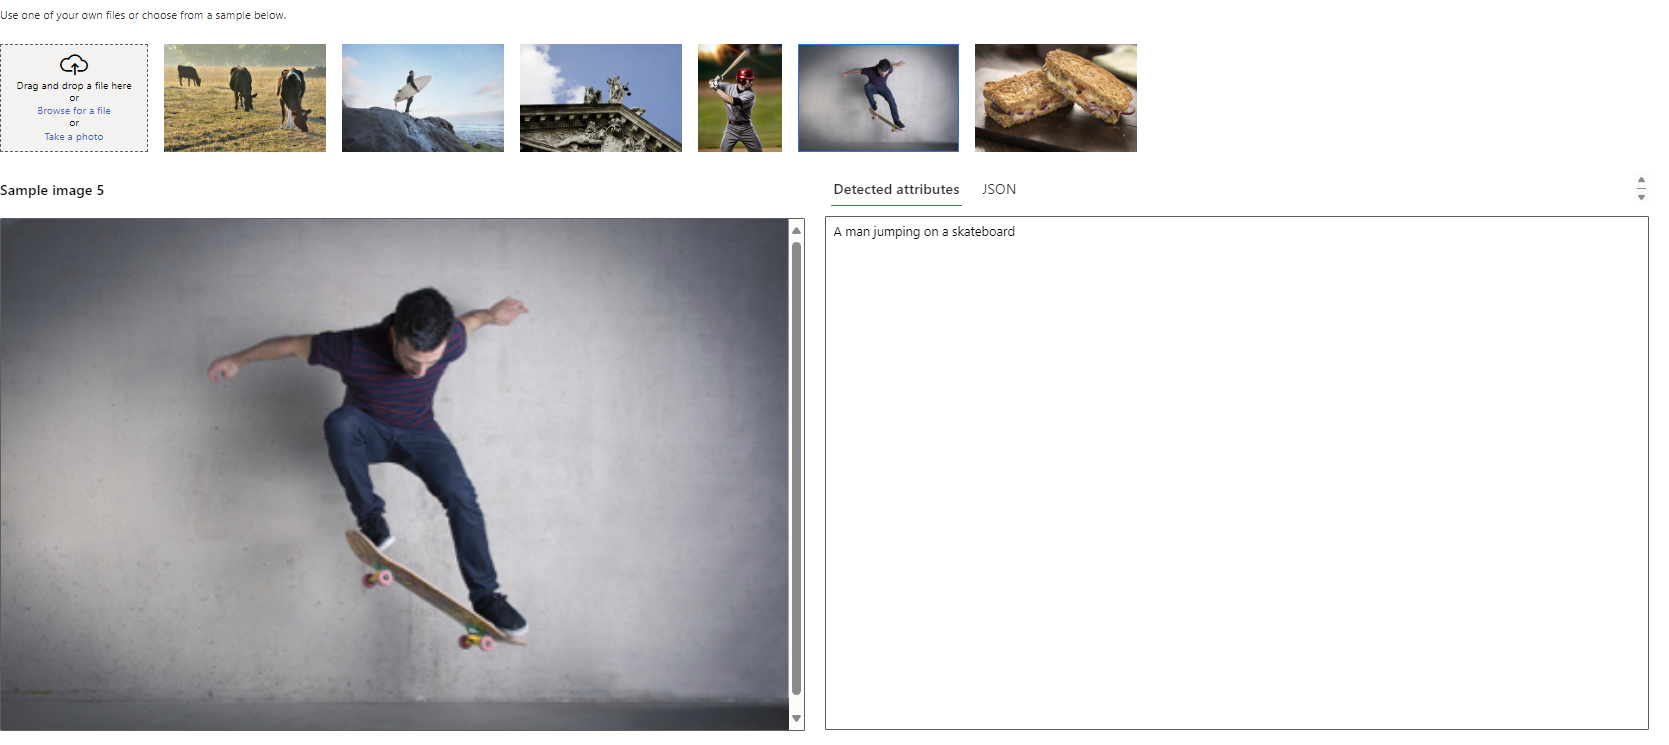 Use one of your own files or choose from a sample below.
Drag and drop a file here
or
Browse for a file
or
Take a photo
Sample image 5
Detected attributes
JSON
A man jumping on a skateboard